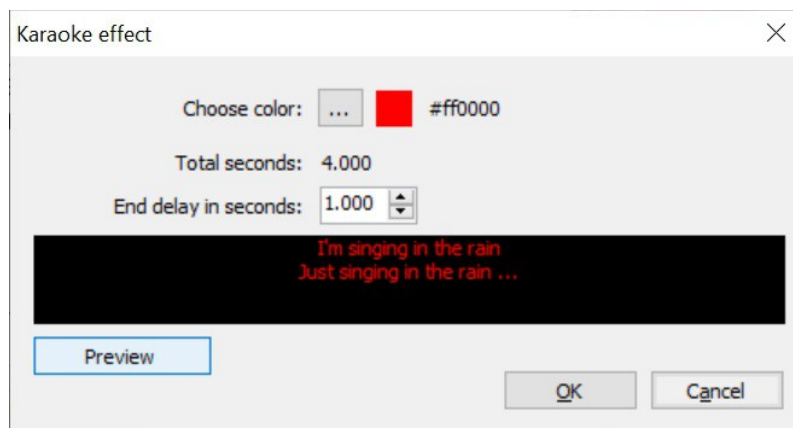 Karaoke effect
Choose color: ... #ff0000
Total seconds: 4.000
End delay in seconds: 1.000
I'm singing in the rain
Just singing in the rain ...
Preview
OK Cancel